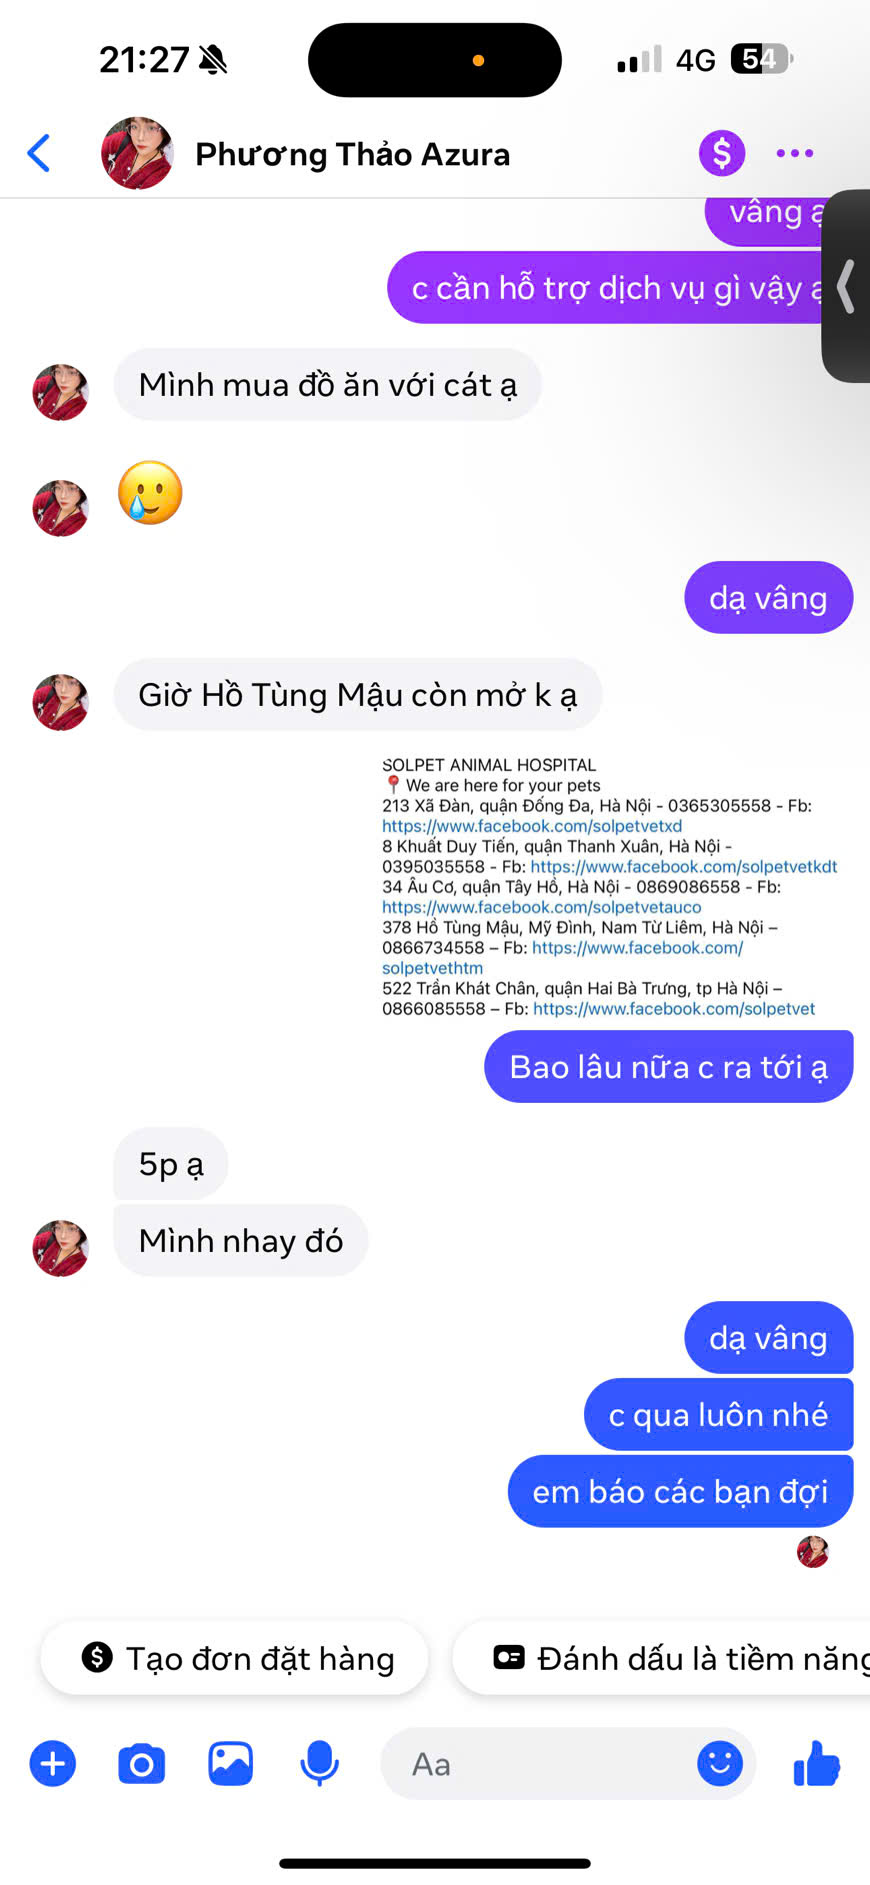 21:27
4G
54
Phương Thảo Azura
vâng ạ
c cần hỗ trợ dịch vụ gì vậy ạ
Mình mua đồ ăn với cát ạ
dạ vâng
Giờ Hồ Tùng Mậu còn mở k ạ
SOLPET ANIMAL HOSPITAL
📍 We are here for your pets
213 Xã Đàn, quận Đống Đa, Hà Nội - 0365305558 - Fb:
https://www.facebook.com/solpetvetxd
8 Khuất Duy Tiến, quận Thanh Xuân, Hà Nội -
0395035558 - Fb: https://www.facebook.com/solpetvetkdt
34 Âu Cơ, quận Tây Hồ, Hà Nội - 0869086558 - Fb:
https://www.facebook.com/solpetvetauco
378 Hồ Tùng Mậu, Mỹ Đình, Nam Từ Liêm, Hà Nội –
0866734558 – Fb: https://www.facebook.com/
solpetvethtm
522 Trần Khát Chân, quận Hai Bà Trưng, tp Hà Nội –
0866085558 – Fb: https://www.facebook.com/solpetvet
Bao lâu nữa c ra tới ạ
5p ạ
Mình nhay đó
dạ vâng
c qua luôn nhé
em báo các bạn đợi
Tạo đơn đặt hàng
Đánh dấu là tiềm năng
Aa